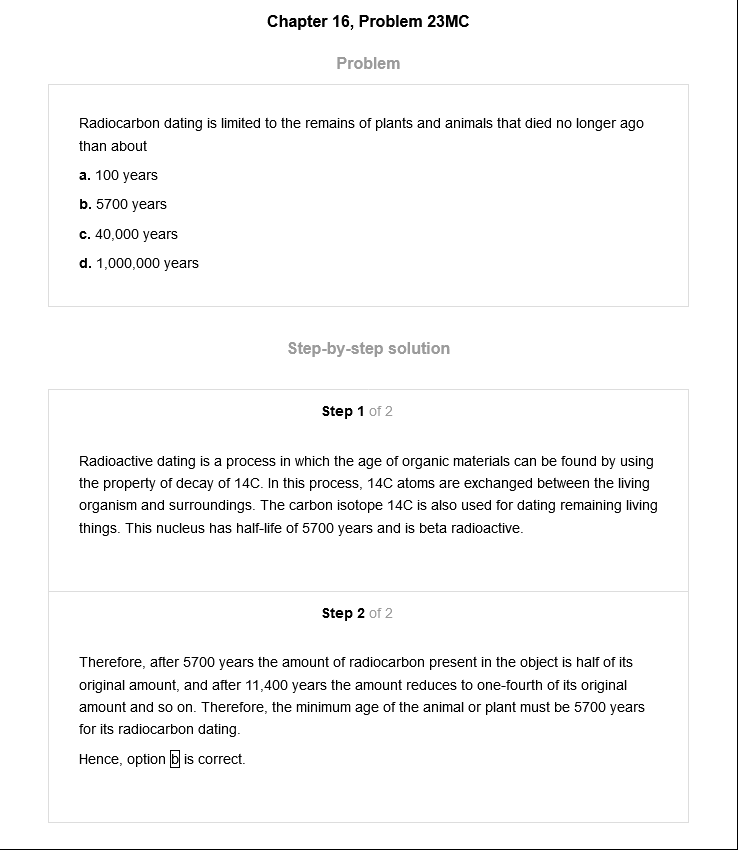 Chapter 16, Problem 23MC
Problem
Radiocarbon dating is limited to the remains of plants and animals that died no longer ago
than about
a. 100 years
b. 5700 years
c. 40,000 years
d. 1,000,000 years
Step-by-step solution
Step 1 of 2
Radioactive dating is a process in which the age of organic materials can be found by using
the property of decay of 14C. In this process, 14C atoms are exchanged between the living
organism and surroundings. The carbon isotope 14C is also used for dating remaining living
things. This nucleus has half-life of 5700 years and is beta radioactive.
Step 2 of 2
Therefore, after 5700 years the amount of radiocarbon present in the object is half of its
original amount, and after 11,400 years the amount reduces to one-fourth of its original
amount and so on. Therefore, the minimum age of the animal or plant must be 5700 years
for its radiocarbon dating.
Hence, option b is correct.